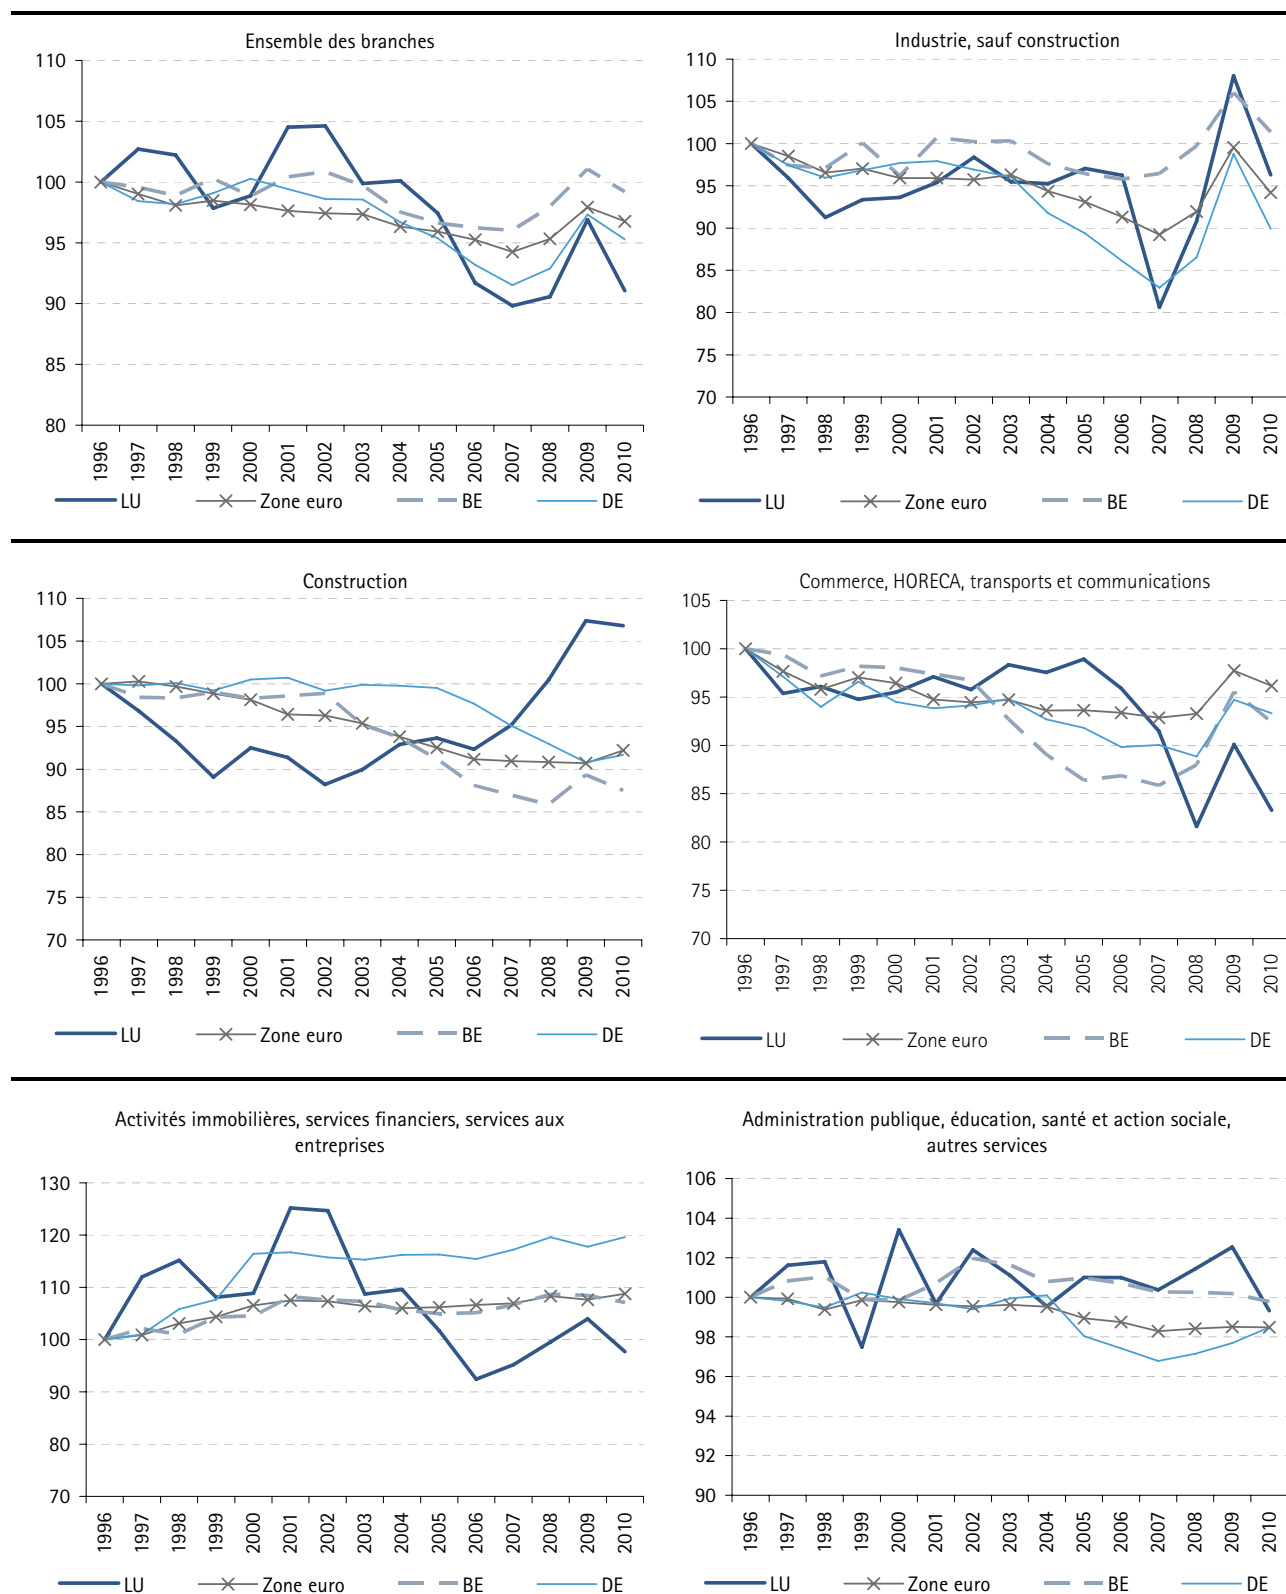 Ensemble des branches
110
105
100
95
90
85
80
1996 1997 1998 1999 2000 2001 2002 2003 2004 2005 2006 2007 2008 2009 2010
LU Zone euro BE DE
Industrie, sauf construction
110
105
100
95
90
85
80
75
70
1996 1997 1998 1999 2000 2001 2002 2003 2004 2005 2006 2007 2008 2009 2010
LU Zone euro BE DE
Construction
110
105
100
95
90
85
80
75
70
1996 1997 1998 1999 2000 2001 2002 2003 2004 2005 2006 2007 2008 2009 2010
LU Zone euro BE DE
Commerce, HORECA, transports et communications
105
100
95
90
85
80
75
70
1996 1997 1998 1999 2000 2001 2002 2003 2004 2005 2006 2007 2008 2009 2010
LU Zone euro BE DE
Activités immobilières, services financiers, services aux
entreprises
130
120
110
100
90
80
70
1996 1997 1998 1999 2000 2001 2002 2003 2004 2005 2006 2007 2008 2009 2010
LU Zone euro BE DE
Administration publique, éducation, santé et action sociale,
autres services
106
104
102
100
98
96
94
92
90
1996 1997 1998 1999 2000 2001 2002 2003 2004 2005 2006 2007 2008 2009 2010
LU Zone euro BE DE